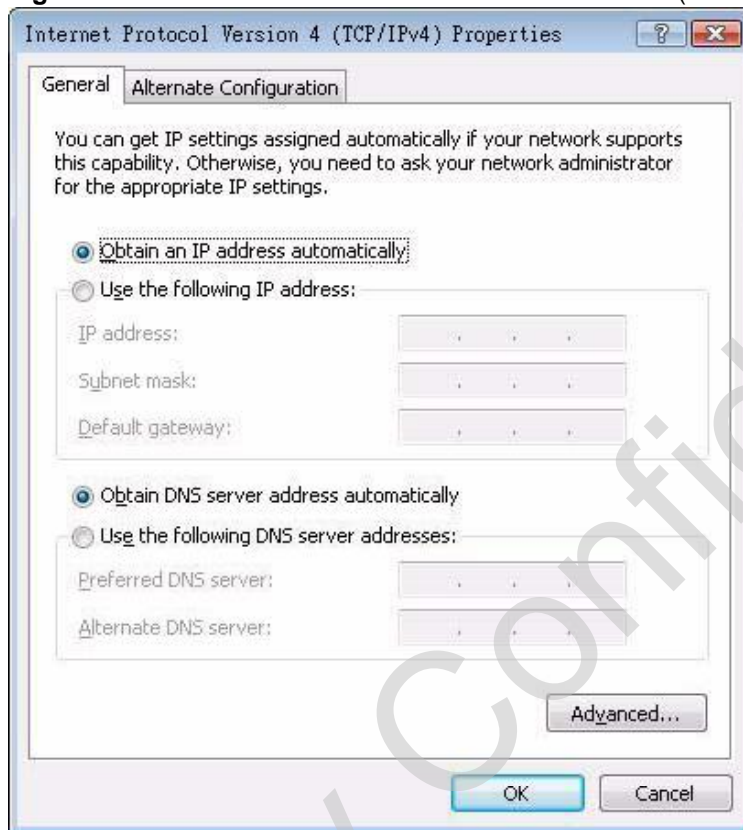 Internet Protocol Version 4 (TCP/IPv4) Properties
General
Alternate Configuration
You can get IP settings assigned automatically if your network supports
this capability. Otherwise, you need to ask your network administrator
for the appropriate IP settings.
Obtain an IP address automatically
Use the following IP address:
IP address:
Subnet mask:
Default gateway:
Obtain DNS server address automatically
Use the following DNS server addresses:
Preferred DNS server:
Alternate DNS server:
Advanced...
OK
Cancel